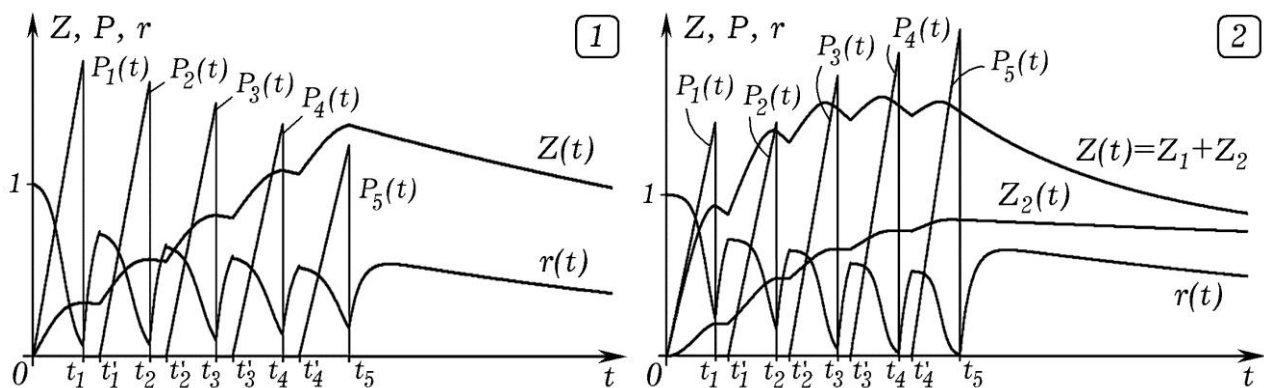 Z, P, r
1
P₁(t)
P₂(t)
P₃(t)
P₄(t)
P₅(t)
Z(t)
1
r(t)
0
t₁ t'₁ t₂ t'₂ t₃ t'₃ t₄ t'₄ t₅
t
Z, P, r
2
P₁(t)
P₂(t)
P₃(t)
P₄(t)
P₅(t)
Z(t)=Z₁+Z₂
1
Z₂(t)
r(t)
0
t₁ t'₁ t₂ t'₂ t₃ t'₃ t₄ t'₄ t₅
t